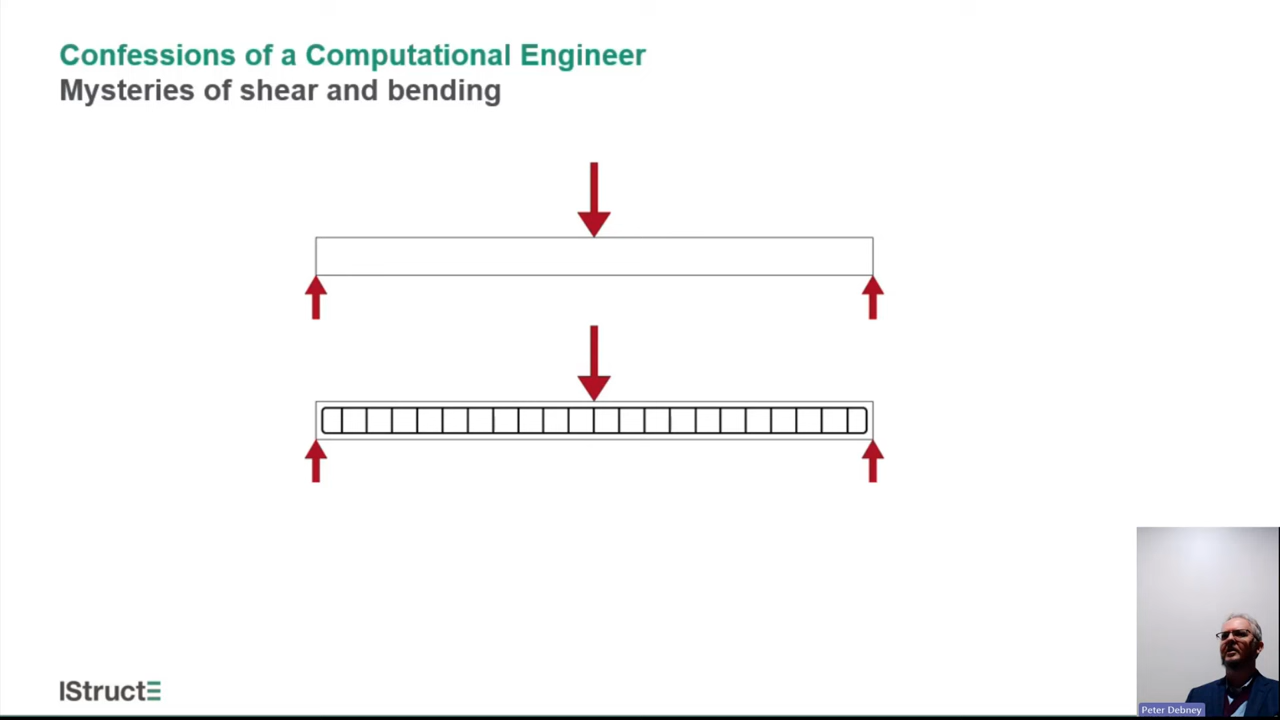 Confessions of a Computational Engineer
Mysteries of shear and bending
IStructE
Peter Debney